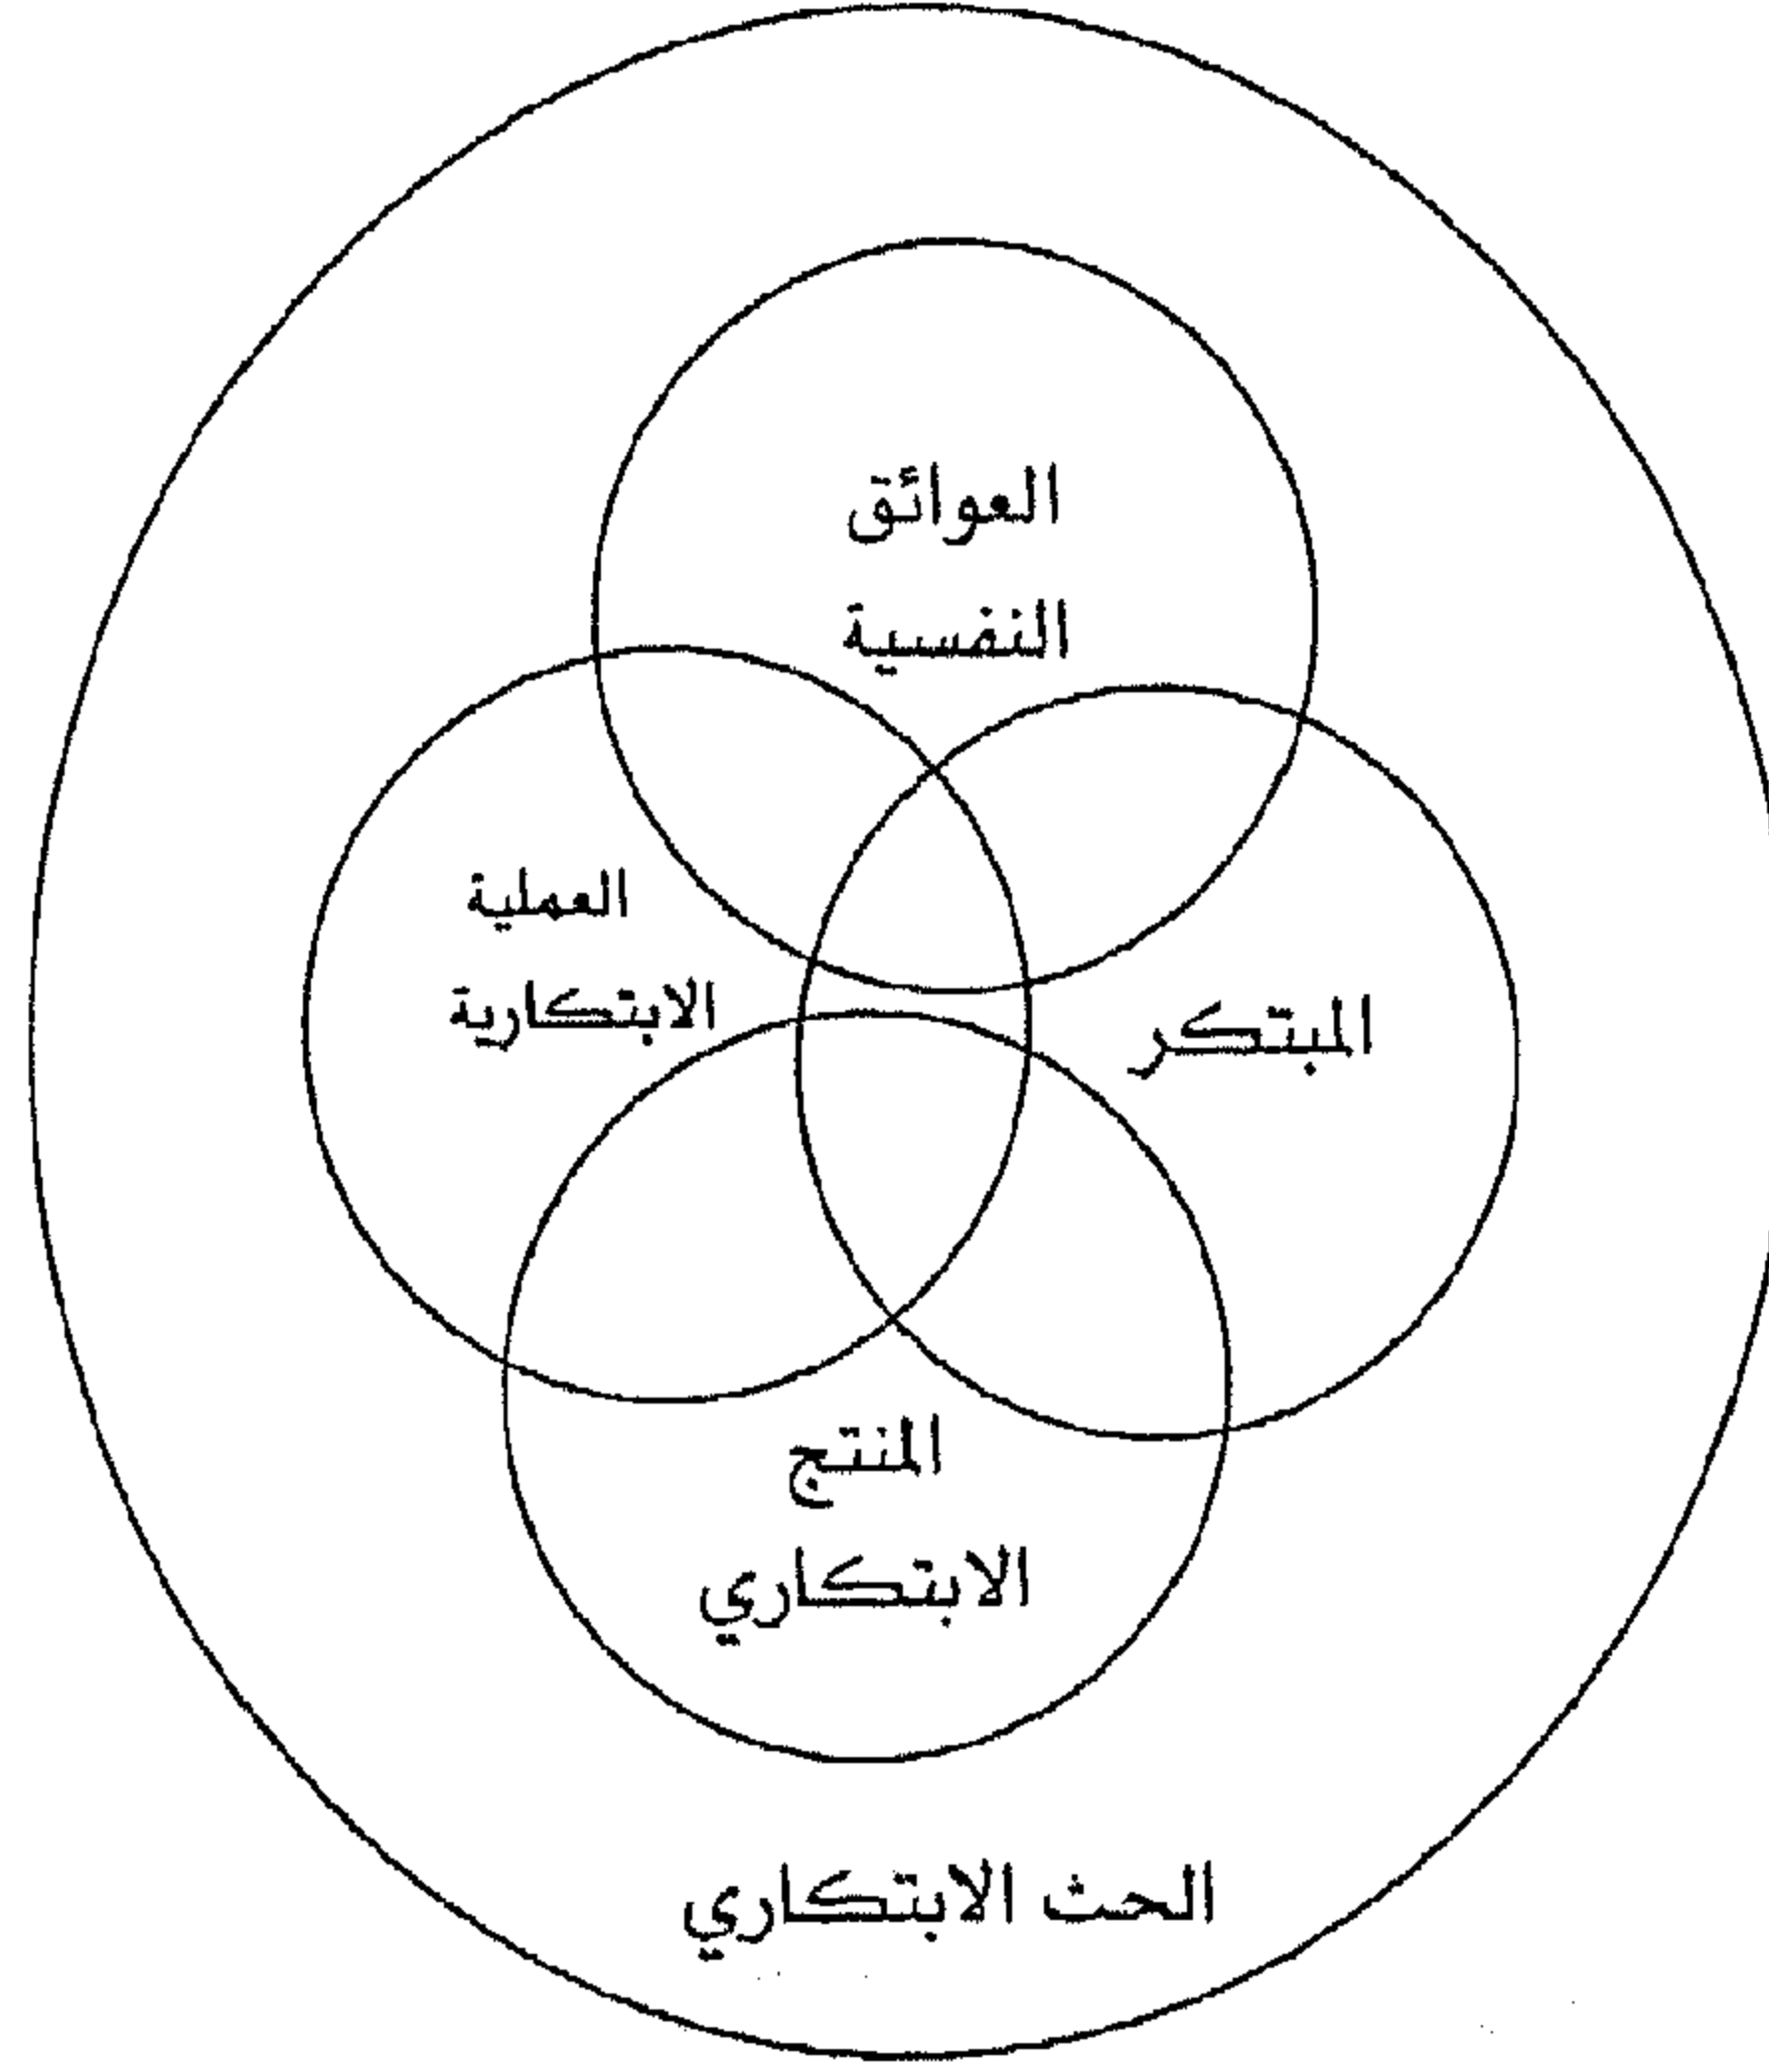 العوائق
النفسية
العملية
الابتكارية
المبتكر
المنتج
الابتكاري
الحث الابتكاري